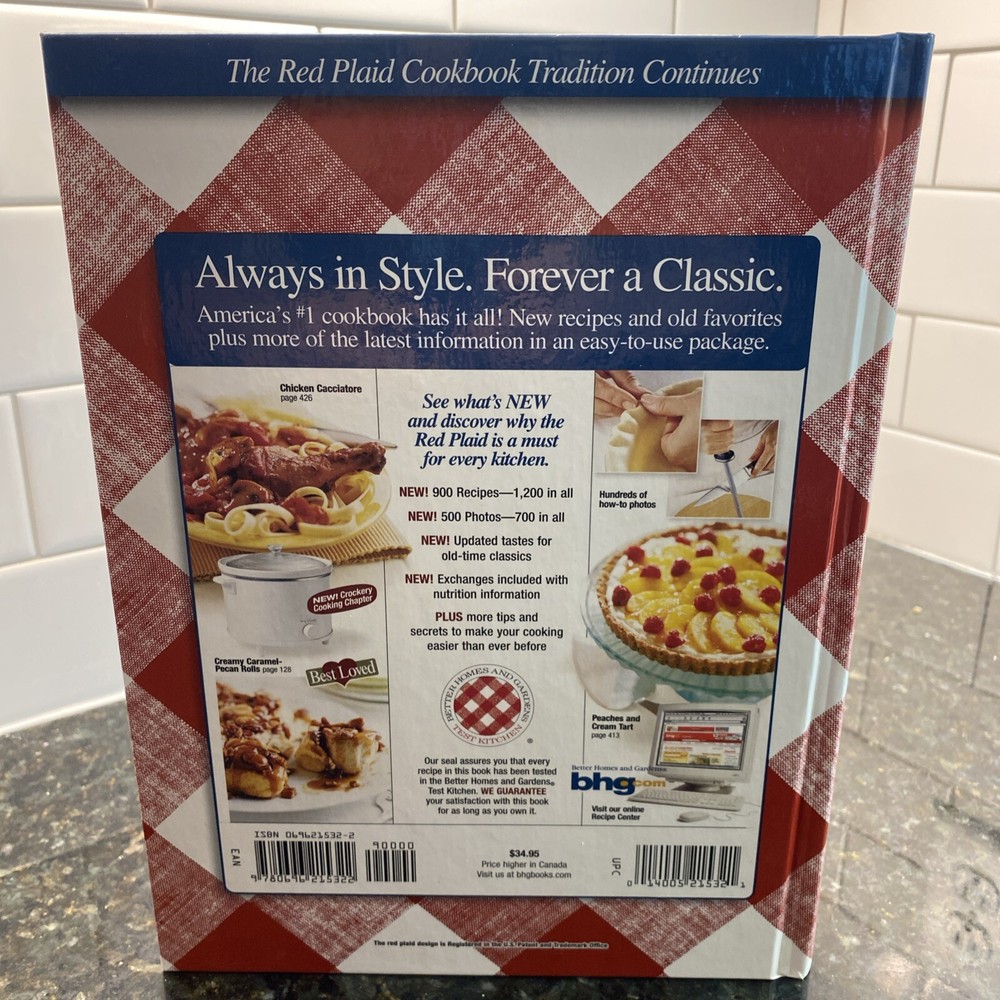 The Red Plaid Cookbook Tradition Continues
Always in Style. Forever a Classic.
America's #1 cookbook has it all! New recipes and old favorites
plus more of the latest information in an easy-to-use package.
Chicken Cacciatore
page 426
NEW! Crockery
Cooking Chapter
Creamy Caramel-
Pecan Rolls page 128
Best Loved
See what's NEW
and discover why the
Red Plaid is a must
for every kitchen.
NEW! 900 Recipes—1,200 in all
NEW! 500 Photos—700 in all
NEW! Updated tastes for
old-time classics
NEW! Exchanges included with
nutrition information
PLUS more tips and
secrets to make your cooking
easier than ever before
BETTER HOMES AND GARDENS
TEST KITCHEN
®
Our seal assures you that every
recipe in this book has been tested
in the Better Homes and Gardens®
Test Kitchen. WE GUARANTEE
your satisfaction with this book
for as long as you own it.
Hundreds of
how-to photos
Peaches and
Cream Tart
page 413
Better Homes and Gardens
bhg.com
Visit our online
Recipe Center
ISBN 069621532-2
90000
EAN
9 780696 215322
$34.95
Price higher in Canada
Visit us at bhgbooks.com
UPC
0 14005 21532 1
The red plaid design is Registered in the U.S. Patent and Trademark Office